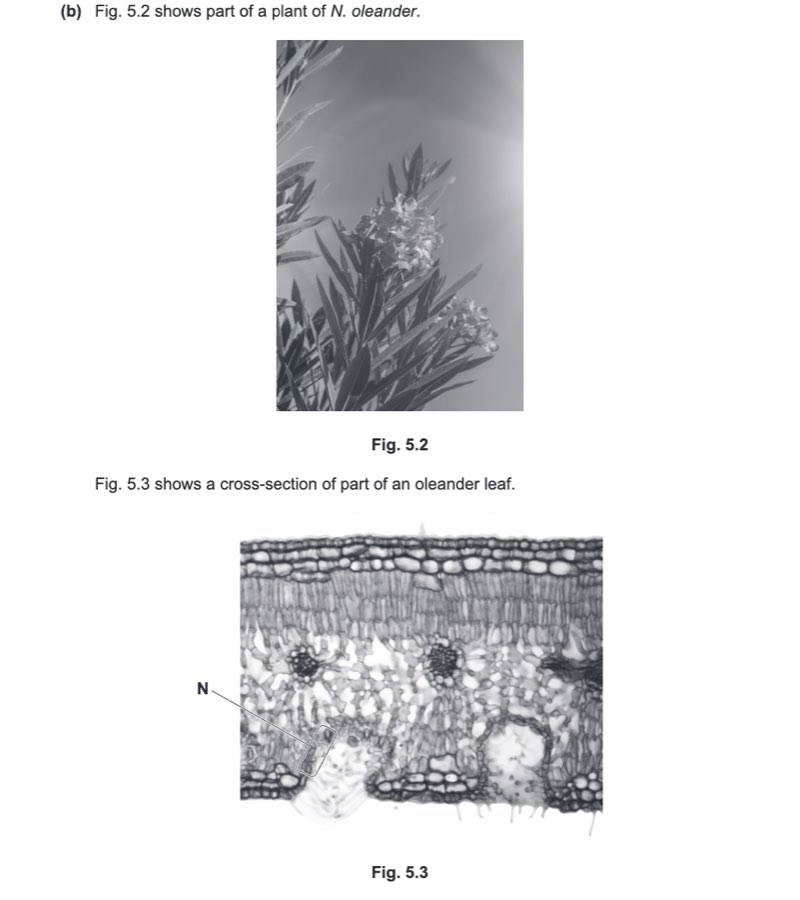 (b) Fig. 5.2 shows part of a plant of N. oleander.
Fig. 5.2
Fig. 5.3 shows a cross-section of part of an oleander leaf.
N
Fig. 5.3